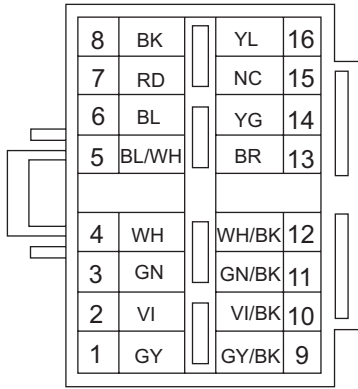 8 BK YL 16
7 RD NC 15
6 BL YG 14
5 BL/WH BR 13
4 WH WH/BK 12
3 GN GN/BK 11
2 VI VI/BK 10
1 GY GY/BK 9